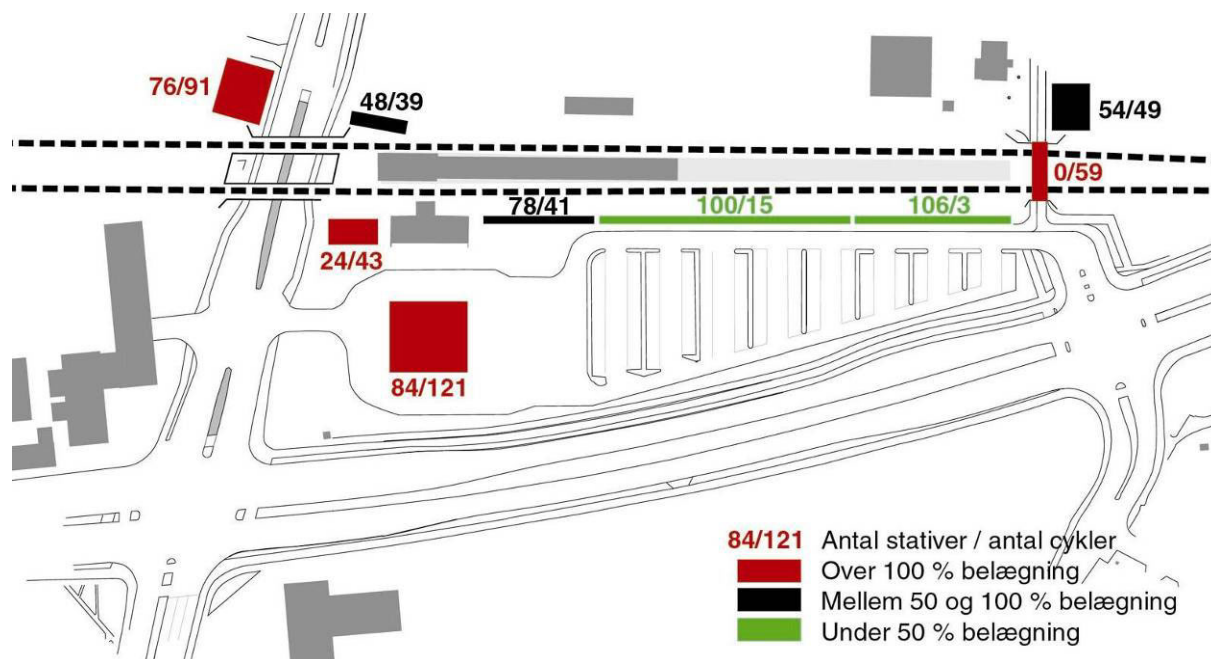 76/91
48/39
54/49
0/59
78/41
100/15
106/3
24/43
84/121
84/121 Antal stativer / antal cykler
Over 100 % belægning
Mellem 50 og 100 % belægning
Under 50 % belægning